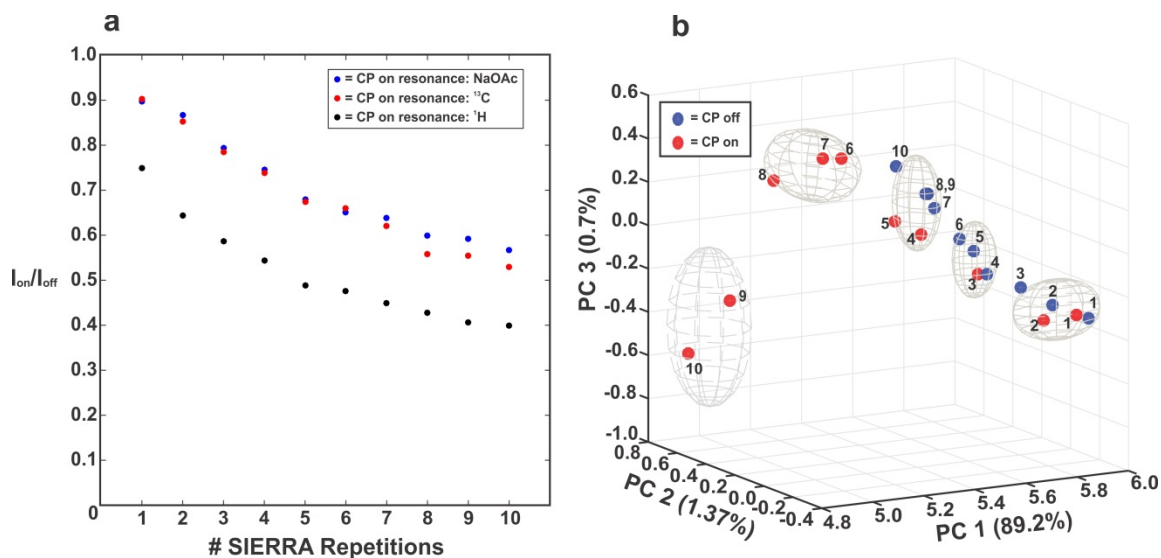 a
1.0
0.9
0.8
0.7
0.6
0.5
0.4
0.3
0.2
0.1
0
I_on/I_off
= CP on resonance: NaOAc
= CP on resonance: ¹³C
= CP on resonance: ¹H
1 2 3 4 5 6 7 8 9 10
# SIERRA Repetitions
b
0.6
0.4
0.2
0.0
-0.2
-0.4
-0.6
-0.8
-1.0
PC 3 (0.7%)
= CP off
= CP on
7 6 10
8 8,9
7
5 4 6 5
3 4 3
2 1
2 1
9
10
0.8 0.6 0.4 0.2 0.0 -0.2 -0.4
PC 2 (1.37%)
4.8 5.0 5.2 5.4 5.6 5.8 6.0
PC 1 (89.2%)